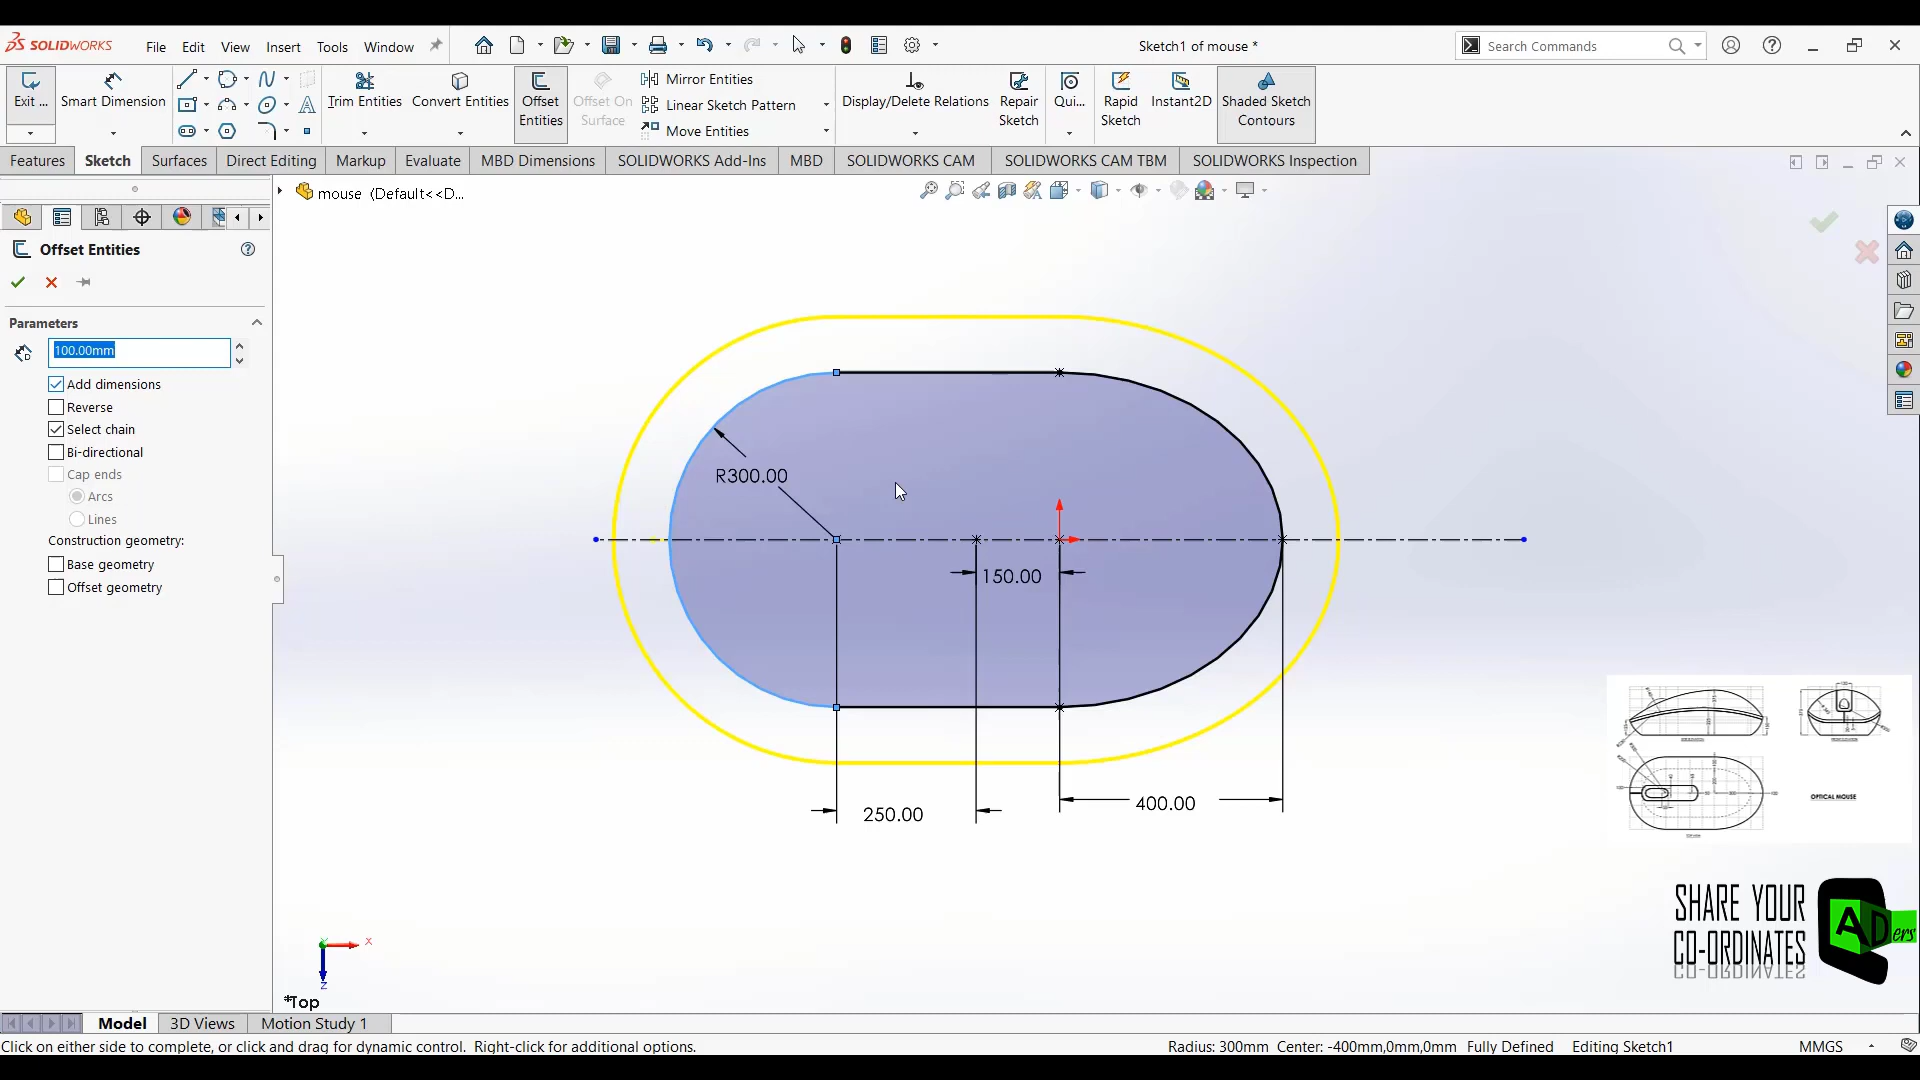 SOLIDWORKS
File Edit View Insert Tools Window
Sketch1 of mouse *
Search Commands
Exit ...
Smart Dimension
Trim Entities
Convert Entities
Offset Entities
Offset On Surface
Mirror Entities
Linear Sketch Pattern
Move Entities
Display/Delete Relations
Repair Sketch
Qui...
Rapid Sketch
Instant2D
Shaded Sketch Contours
Features Sketch Surfaces Direct Editing Markup Evaluate MBD Dimensions SOLIDWORKS Add-Ins MBD SOLIDWORKS CAM SOLIDWORKS CAM TBM SOLIDWORKS Inspection
mouse (Default<<D...
Offset Entities
Parameters
100.00mm
Add dimensions
Reverse
Select chain
Bi-directional
Cap ends
Arcs
Lines
Construction geometry:
Base geometry
Offset geometry
R300.00
150.00
250.00
400.00
OPTICAL MOUSE
SHARE YOUR
CO-ORDINATES
CADers
X
Z
*Top
Model 3D Views Motion Study 1
Click on either side to complete, or click and drag for dynamic control. Right-click for additional options.
Radius: 300mm Center: -400mm,0mm,0mm Fully Defined Editing Sketch1 MMGS